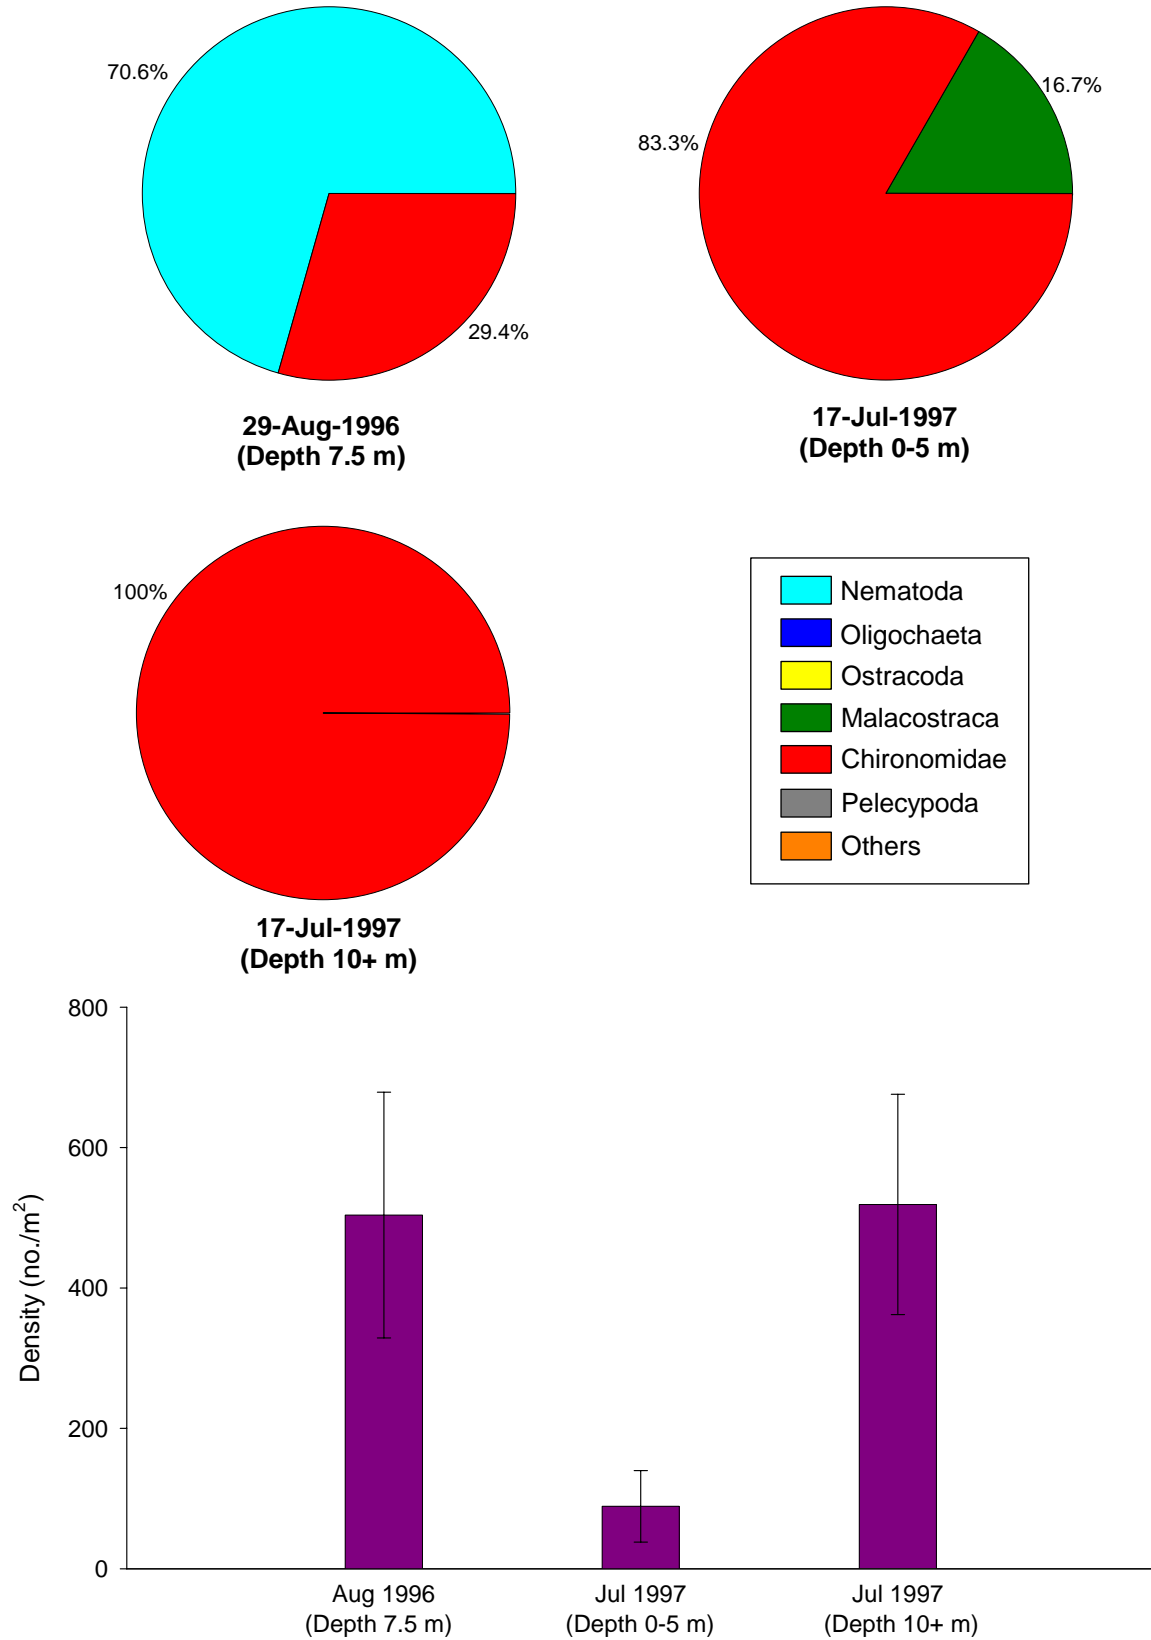 70.6%
29.4%
29-Aug-1996
(Depth 7.5 m)
16.7%
83.3%
17-Jul-1997
(Depth 0-5 m)
100%
17-Jul-1997
(Depth 10+ m)
Nematoda
Oligochaeta
Ostracoda
Malacostraca
Chironomidae
Pelecypoda
Others
Density (no./m²)
800
600
400
200
0
Aug 1996
(Depth 7.5 m)
Jul 1997
(Depth 0-5 m)
Jul 1997
(Depth 10+ m)